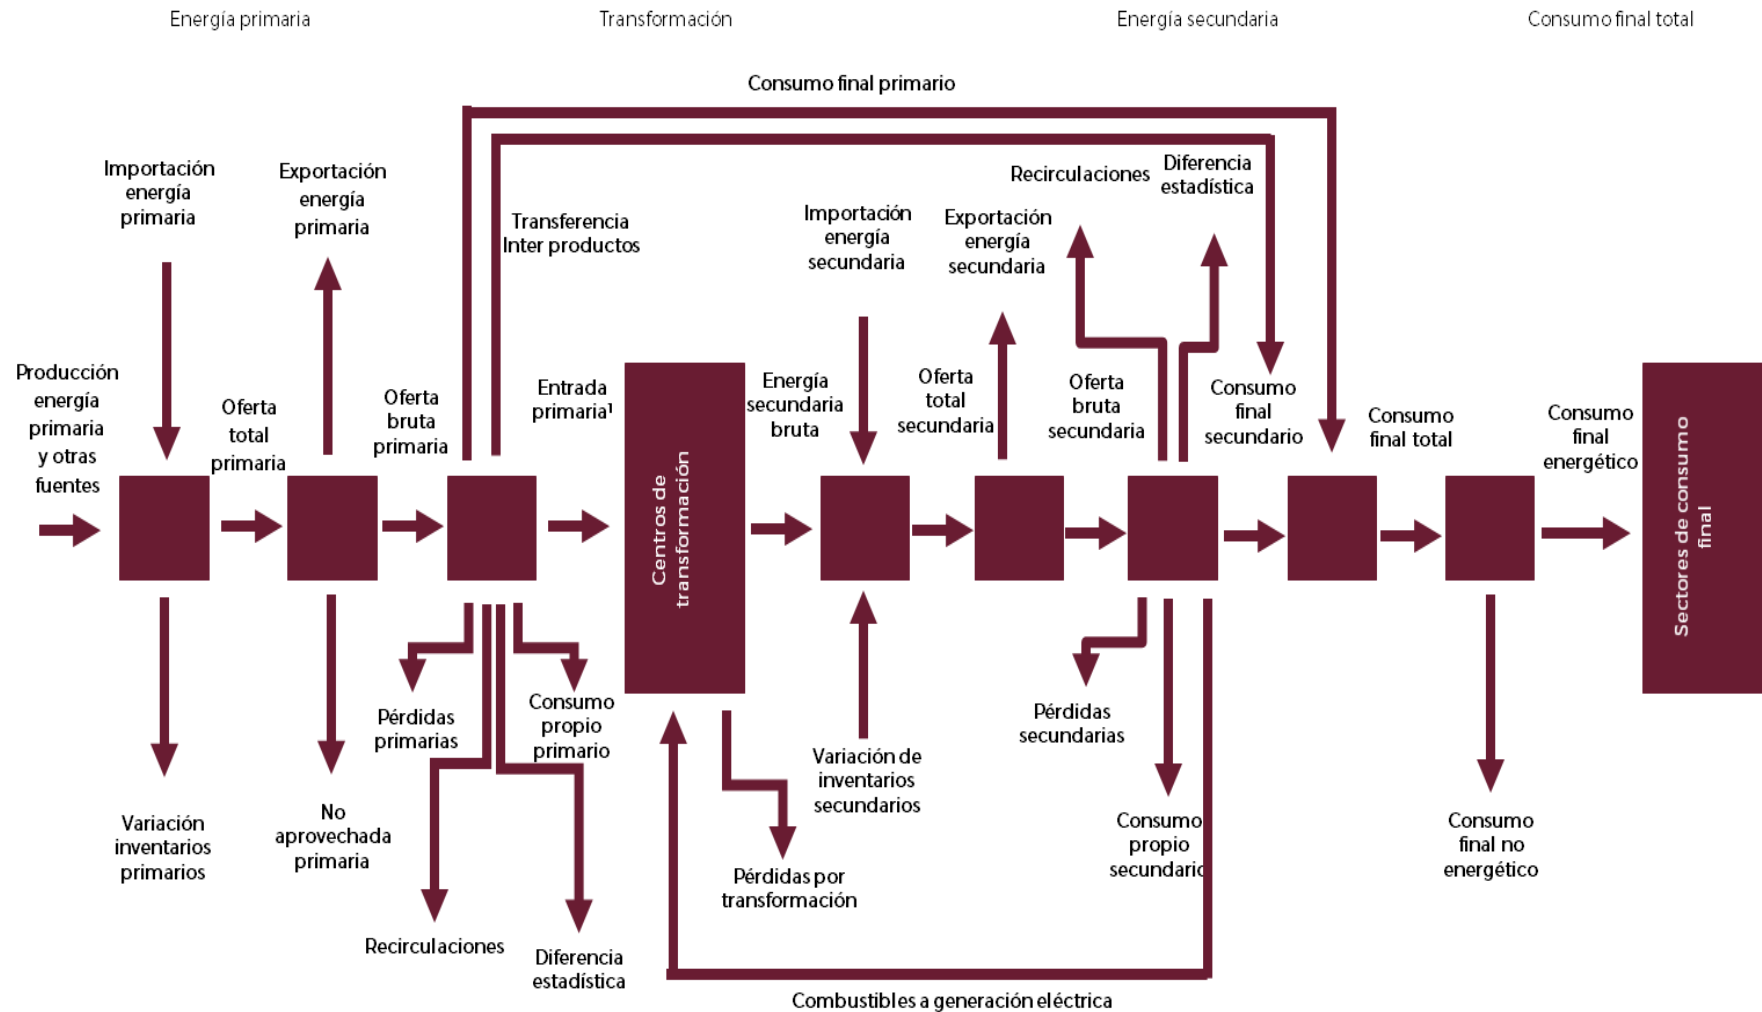 Energía primaria
Transformación
Energía secundaria
Consumo final total
Consumo final primario
Importación
energía
primaria
Exportación
energía
primaria
Transferencia
Inter productos
Importación
energía
secundaria
Exportación
energía
secundaria
Recirculaciones
Diferencia
estadística
Producción
energía
primaria
y otras
fuentes
Oferta
total
primaria
Oferta
bruta
primaria
Entrada
primaria¹
Centros de
transformación
Energía
secundaria
bruta
Oferta
total
secundaria
Oferta
bruta
secundaria
Consumo
final
secundario
Consumo
final total
Consumo
final
energético
Sectores de consumo
final
Variación
inventarios
primarios
No
aprovechada
primaria
Pérdidas
primarias
Consumo
propio
primario
Recirculaciones
Diferencia
estadística
Pérdidas por
transformación
Variación de
inventarios
secundarios
Pérdidas
secundarias
Consumo
propio
secundario
Consumo
final no
energético
Combustibles a generación eléctrica